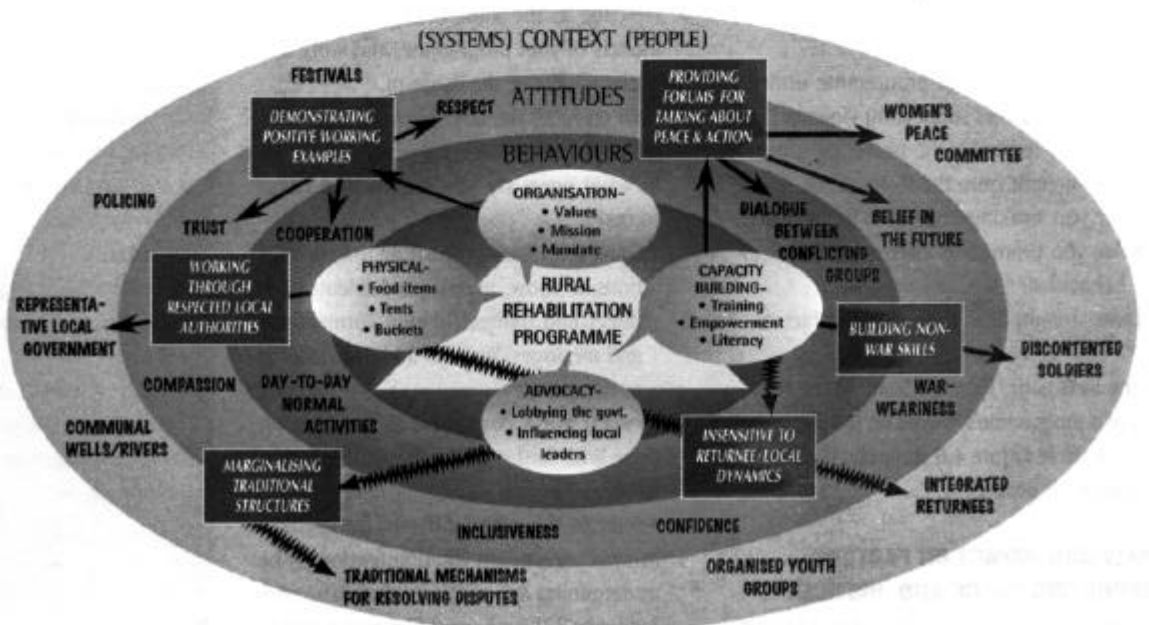 (SYSTEMS) CONTEXT (PEOPLE)
FESTIVALS
ATTITUDES
BEHAVIOURS
DEMONSTRATING
POSITIVE WORKING
EXAMPLES
RESPECT
PROVIDING
FORUMS FOR
TALKING ABOUT
PEACE & ACTION
WOMEN'S
PEACE
COMMITTEE
POLICING
TRUST
COOPERATION
ORGANISATION–
• Values
• Mission
• Mandate
DIALOGUE
BETWEEN
CONFLICTING
GROUPS
BELIEF IN
THE FUTURE
WORKING
THROUGH
RESPECTED LOCAL
AUTHORITIES
PHYSICAL–
• Food items
• Tents
• Buckets
RURAL
REHABILITATION
PROGRAMME
CAPACITY
BUILDING–
• Training
• Empowerment
• Literacy
REPRESENTA-
TIVE LOCAL
GOVERNMENT
BUILDING NON-
WAR SKILLS
DISCONTENTED
SOLDIERS
COMPASSION
DAY-TO-DAY
NORMAL
ACTIVITIES
WAR-
WEARINESS
COMMUNAL
WELLS/RIVERS
ADVOCACY–
• Lobbying the govt.
• Influencing local
leaders
MARGINALISING
TRADITIONAL
STRUCTURES
INSENSITIVE TO
RETURNEE/LOCAL
DYNAMICS
INTEGRATED
RETURNEES
INCLUSIVENESS
CONFIDENCE
TRADITIONAL MECHANISMS
FOR RESOLVING DISPUTES
ORGANISED YOUTH
GROUPS